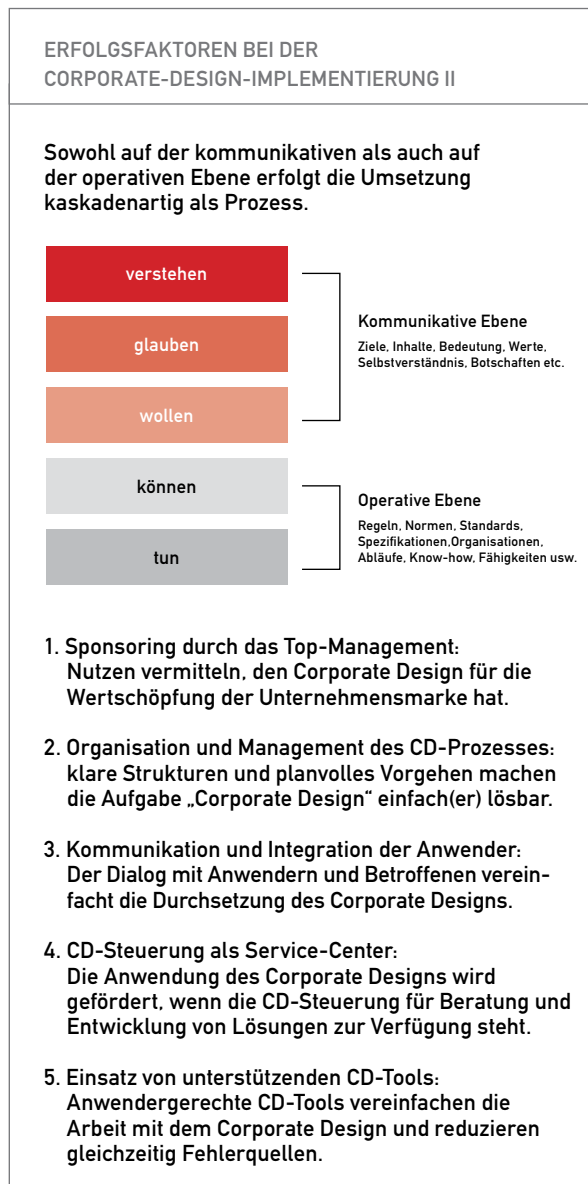 ERFOLGSFAKTOREN BEI DER
CORPORATE-DESIGN-IMPLEMENTIERUNG II
Sowohl auf der kommunikativen als auch auf
der operativen Ebene erfolgt die Umsetzung
kaskadenartig als Prozess.
verstehen
glauben
wollen
Kommunikative Ebene
Ziele, Inhalte, Bedeutung, Werte,
Selbstverständnis, Botschaften etc.
können
tun
Operative Ebene
Regeln, Normen, Standards,
Spezifikationen,Organisationen,
Abläufe, Know-how, Fähigkeiten usw.
1. Sponsoring durch das Top-Management:
Nutzen vermitteln, den Corporate Design für die
Wertschöpfung der Unternehmensmarke hat.
2. Organisation und Management des CD-Prozesses:
klare Strukturen und planvolles Vorgehen machen
die Aufgabe „Corporate Design“ einfach(er) lösbar.
3. Kommunikation und Integration der Anwender:
Der Dialog mit Anwendern und Betroffenen verein-
facht die Durchsetzung des Corporate Designs.
4. CD-Steuerung als Service-Center:
Die Anwendung des Corporate Designs wird
gefördert, wenn die CD-Steuerung für Beratung und
Entwicklung von Lösungen zur Verfügung steht.
5. Einsatz von unterstützenden CD-Tools:
Anwendergerechte CD-Tools vereinfachen die
Arbeit mit dem Corporate Design und reduzieren
gleichzeitig Fehlerquellen.